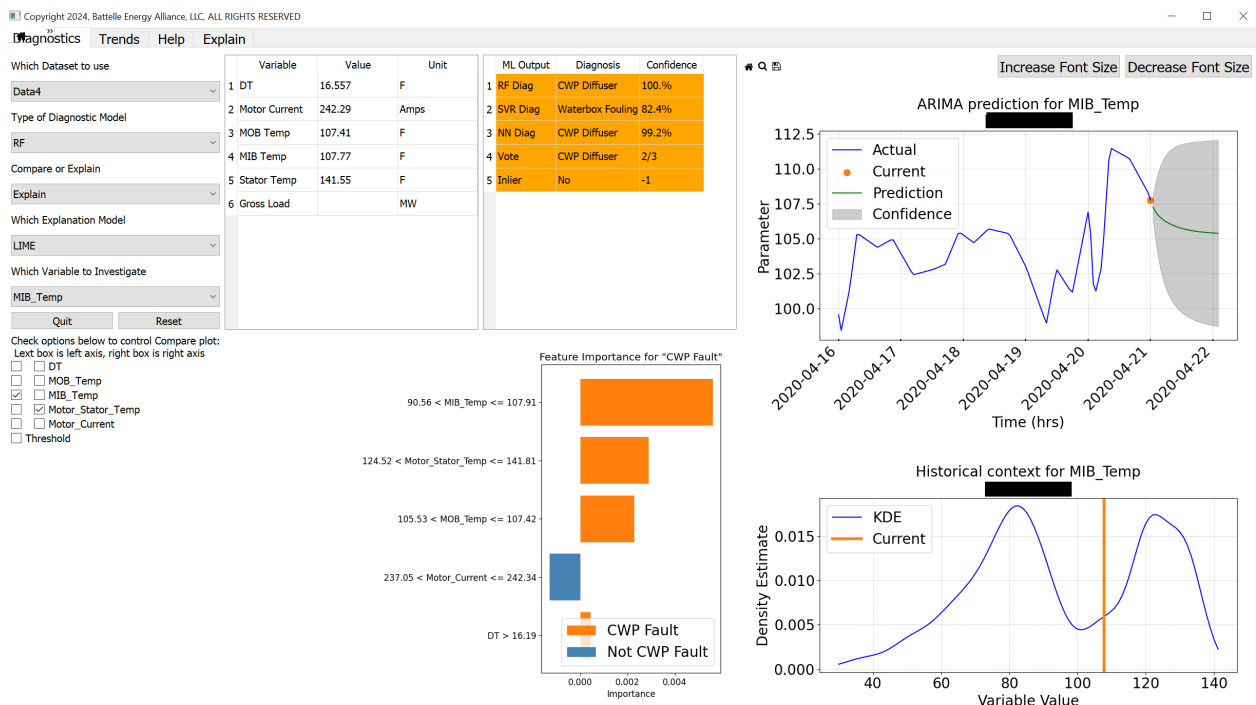 Copyright 2024, Battelle Energy Alliance, LLC, ALL RIGHTS RESERVED
Diagnostics Trends Help Explain
Which Dataset to use
Data4
Type of Diagnostic Model
RF
Compare or Explain
Explain
Which Explanation Model
LIME
Which Variable to Investigate
MIB_Temp
Quit Reset
Check options below to control Compare plot:
Lext box is left axis, right box is right axis
DT
MOB_Temp
MIB_Temp
Motor_Stator_Temp
Motor_Current
Threshold
Variable Value Unit
1 DT 16.557 F
2 Motor Current 242.29 Amps
3 MOB Temp 107.41 F
4 MIB Temp 107.77 F
5 Stator Temp 141.55 F
6 Gross Load MW
ML Output Diagnosis Confidence
1 RF Diag CWP Diffuser 100.%
2 SVR Diag Waterbox Fouling 82.4%
3 NN Diag CWP Diffuser 99.2%
4 Vote CWP Diffuser 2/3
5 Inlier No -1
Feature Importance for "CWP Fault"
90.56 < MIB_Temp <= 107.91
124.52 < Motor_Stator_Temp <= 141.81
105.53 < MOB_Temp <= 107.42
237.05 < Motor_Current <= 242.34
DT > 16.19
CWP Fault
Not CWP Fault
0.000 0.002 0.004
Importance
Increase Font Size Decrease Font Size
ARIMA prediction for MIB_Temp
112.5
110.0
107.5
105.0
102.5
100.0
Parameter
Actual
Current
Prediction
Confidence
2020-04-16 2020-04-17 2020-04-18 2020-04-19 2020-04-20 2020-04-21 2020-04-22
Time (hrs)
Historical context for MIB_Temp
0.015
0.010
0.005
0.000
Density Estimate
KDE
Current
40 60 80 100 120 140
Variable Value